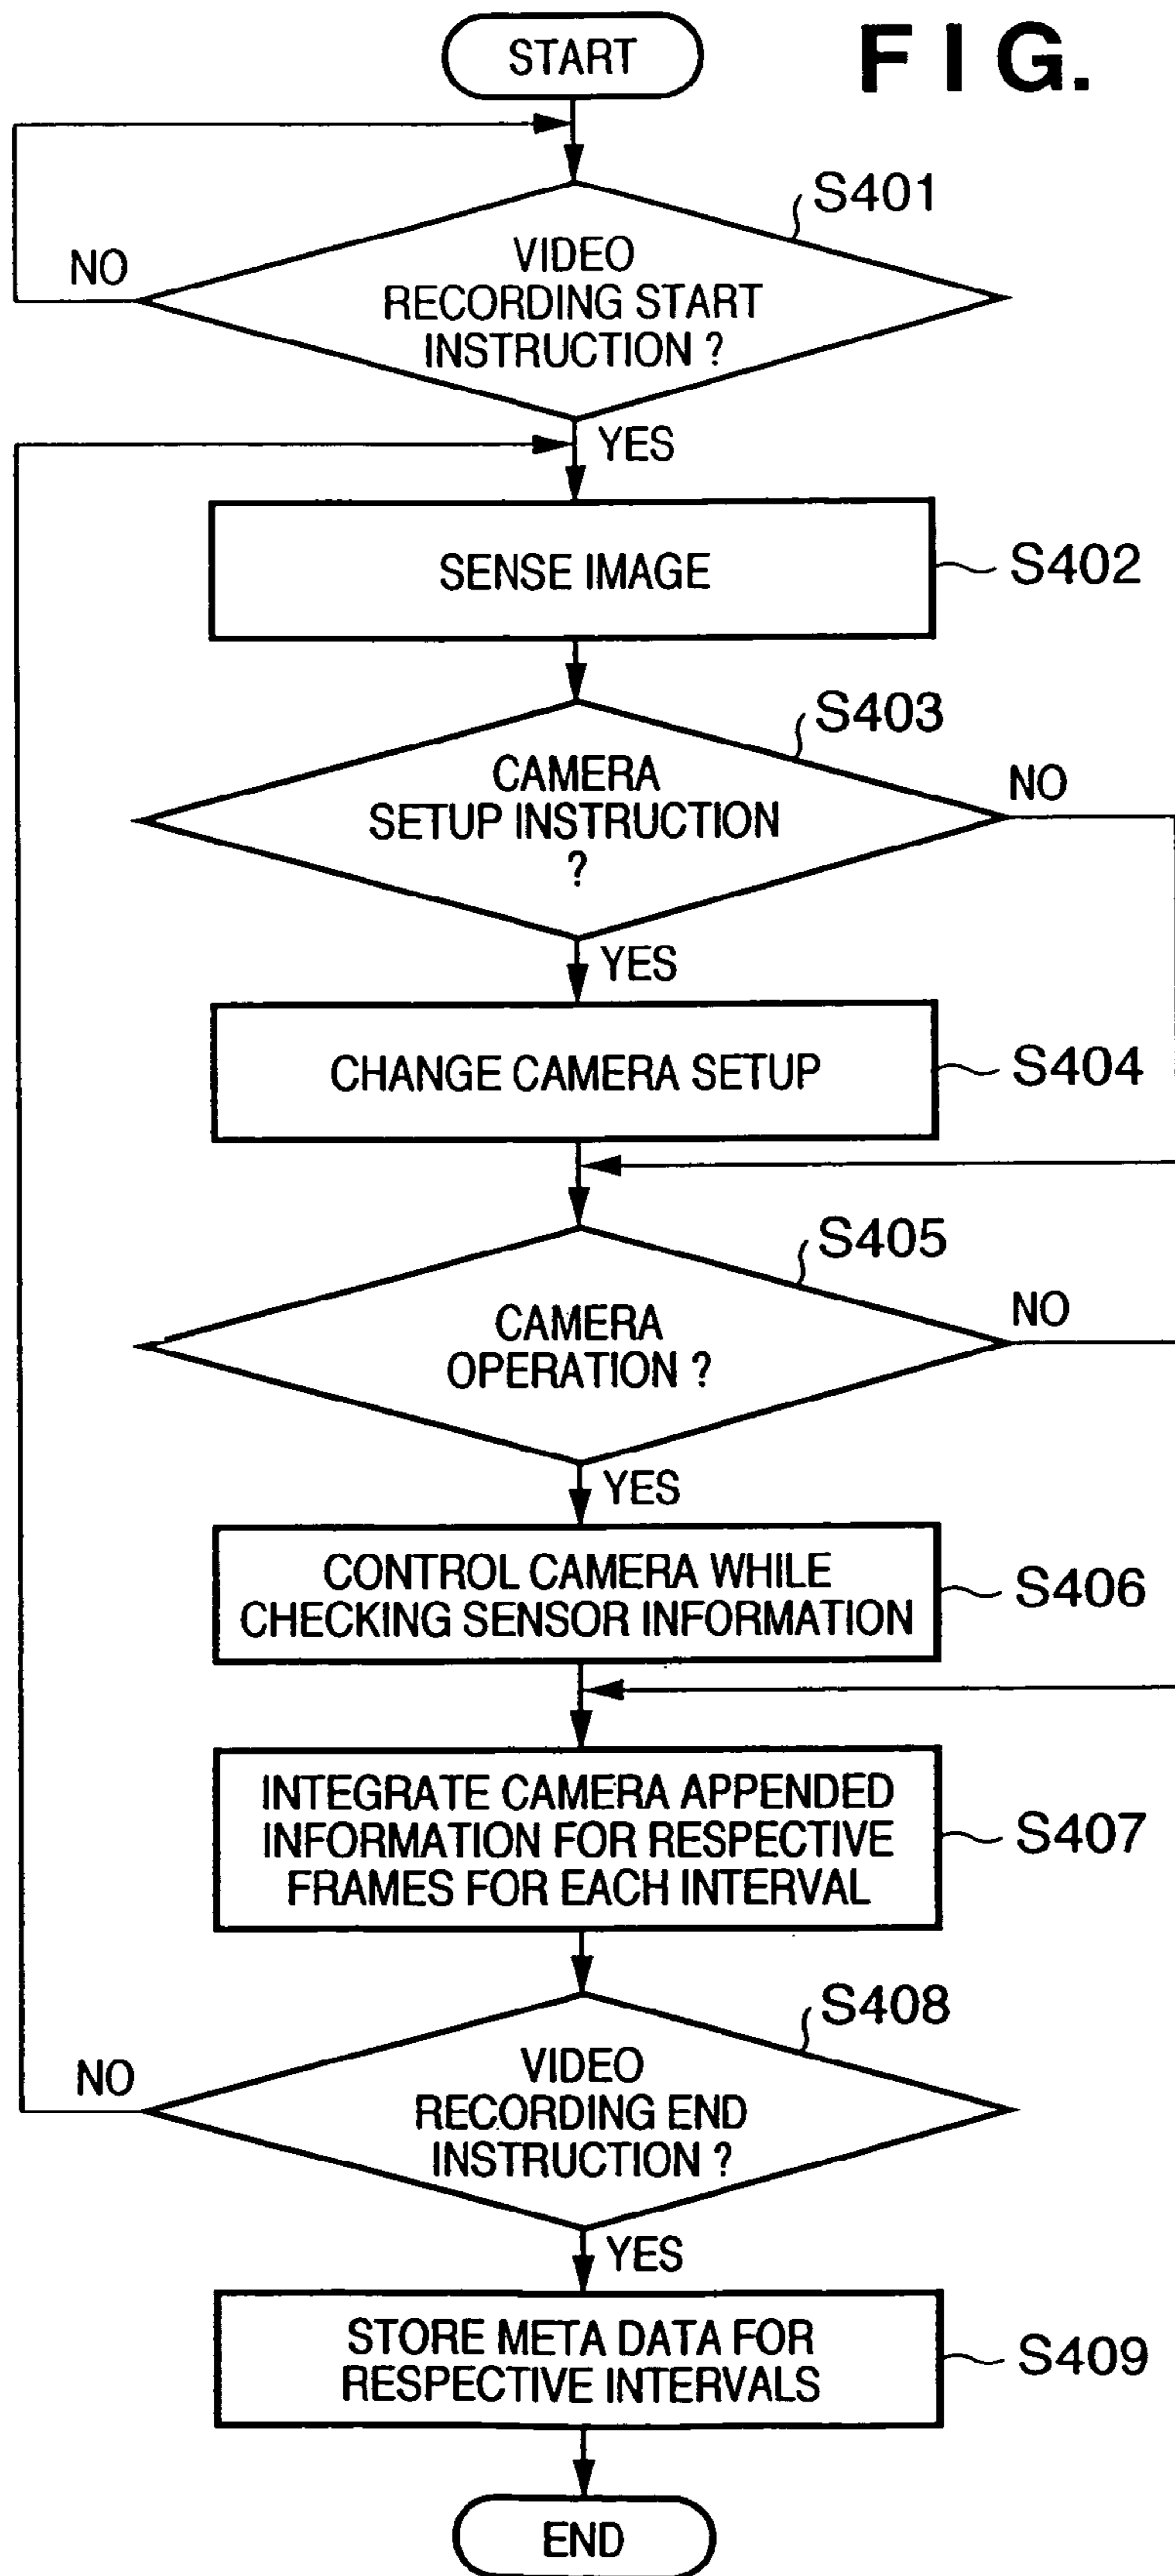 FIG.
START
S401
NO
VIDEO
RECORDING START
INSTRUCTION ?
YES
SENSE IMAGE
S402
S403
CAMERA
SETUP INSTRUCTION
?
NO
YES
CHANGE CAMERA SETUP
S404
S405
CAMERA
OPERATION ?
NO
YES
CONTROL CAMERA WHILE
CHECKING SENSOR INFORMATION
S406
INTEGRATE CAMERA APPENDED
INFORMATION FOR RESPECTIVE
FRAMES FOR EACH INTERVAL
S407
S408
NO
VIDEO
RECORDING END
INSTRUCTION ?
YES
STORE META DATA FOR
RESPECTIVE INTERVALS
S409
END